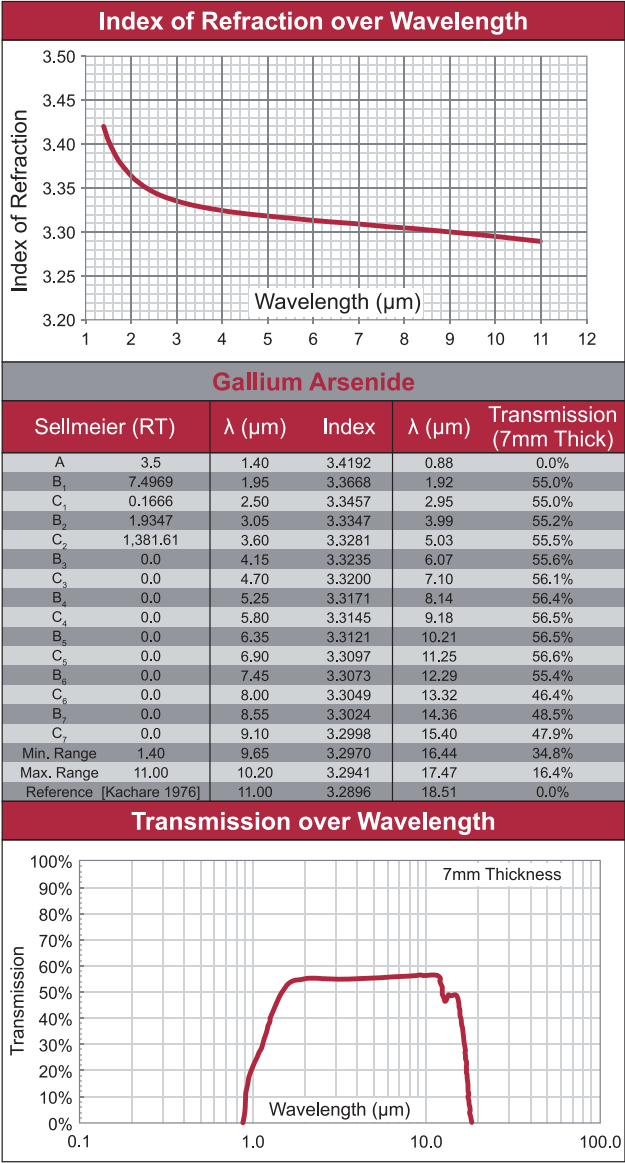 Index of Refraction over Wavelength
3.50
3.45
3.40
3.35
3.30
3.25
3.20
Index of Refraction
Wavelength (µm)
1 2 3 4 5 6 7 8 9 10 11 12
Gallium Arsenide
Sellmeier (RT) λ (µm) Index λ (µm) Transmission (7mm Thick)
A 3.5 1.40 3.4192 0.88 0.0%
B₁ 7.4969 1.95 3.3668 1.92 55.0%
C₁ 0.1666 2.50 3.3457 2.95 55.0%
B₂ 1.9347 3.05 3.3347 3.99 55.2%
C₂ 1,381.61 3.60 3.3281 5.03 55.5%
B₃ 0.0 4.15 3.3235 6.07 55.6%
C₃ 0.0 4.70 3.3200 7.10 56.1%
B₄ 0.0 5.25 3.3171 8.14 56.4%
C₄ 0.0 5.80 3.3145 9.18 56.5%
B₅ 0.0 6.35 3.3121 10.21 56.5%
C₅ 0.0 6.90 3.3097 11.25 56.6%
B₆ 0.0 7.45 3.3073 12.29 55.4%
C₆ 0.0 8.00 3.3049 13.32 46.4%
B₇ 0.0 8.55 3.3024 14.36 48.5%
C₇ 0.0 9.10 3.2998 15.40 47.9%
Min. Range 1.40 9.65 3.2970 16.44 34.8%
Max. Range 11.00 10.20 3.2941 17.47 16.4%
Reference [Kachare 1976] 11.00 3.2896 18.51 0.0%
Transmission over Wavelength
100%
90%
80%
70%
60%
50%
40%
30%
20%
10%
0%
Transmission
7mm Thickness
Wavelength (µm)
0.1 1.0 10.0 100.0